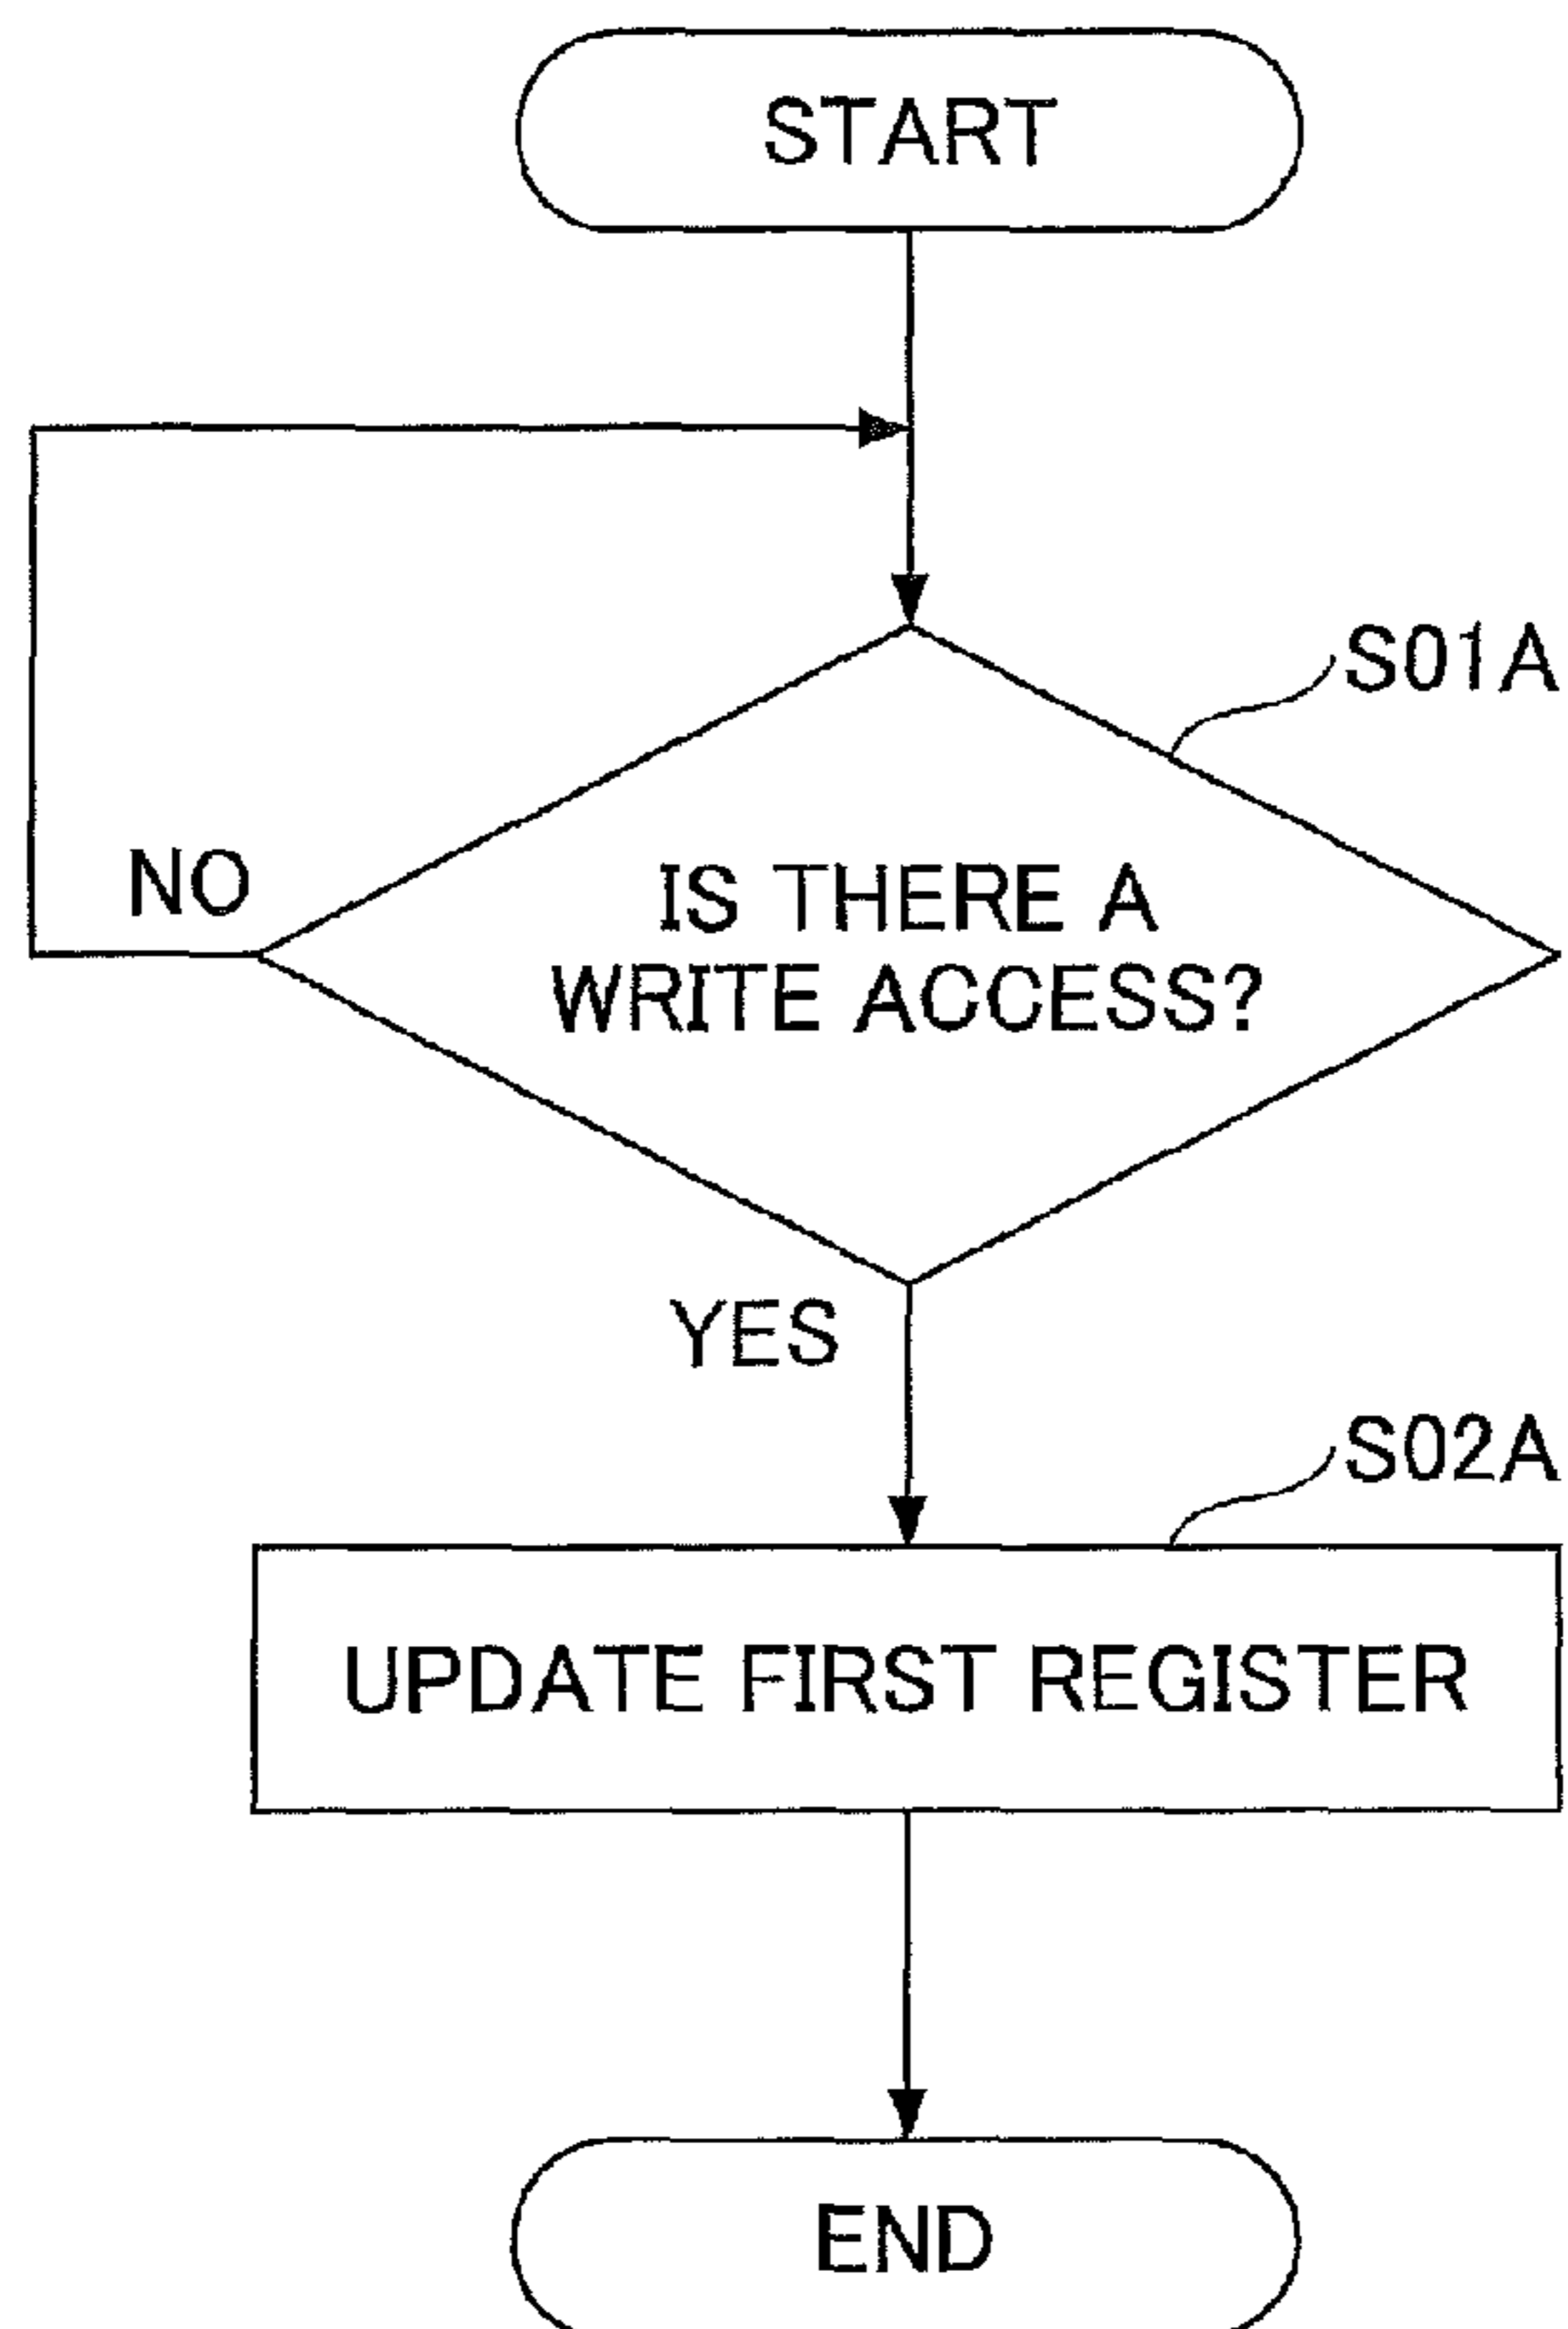 START
S01A
NO
IS THERE A
WRITE ACCESS?
YES
S02A
UPDATE FIRST REGISTER
END